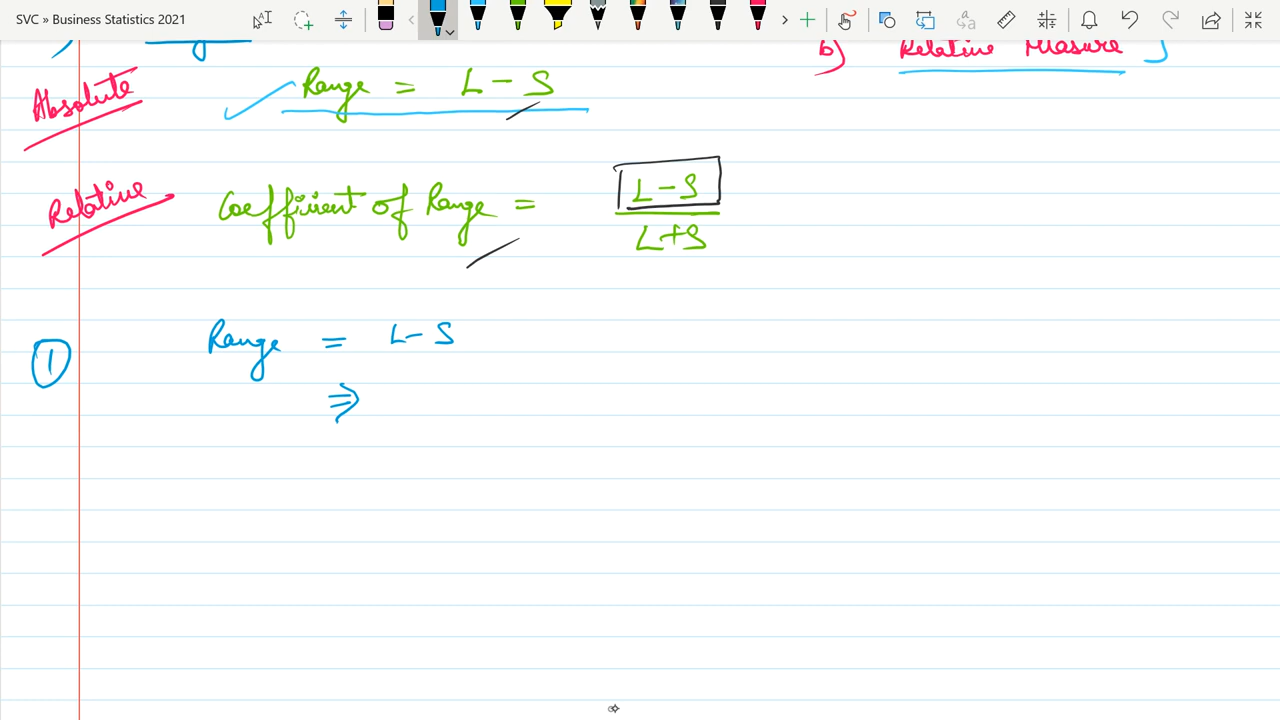 SVC » Business Statistics 2021
b) Relative Measure
Absolute Range = L - S
Relative Coefficient of Range = L - S
L + S
1 Range = L - S
⇒